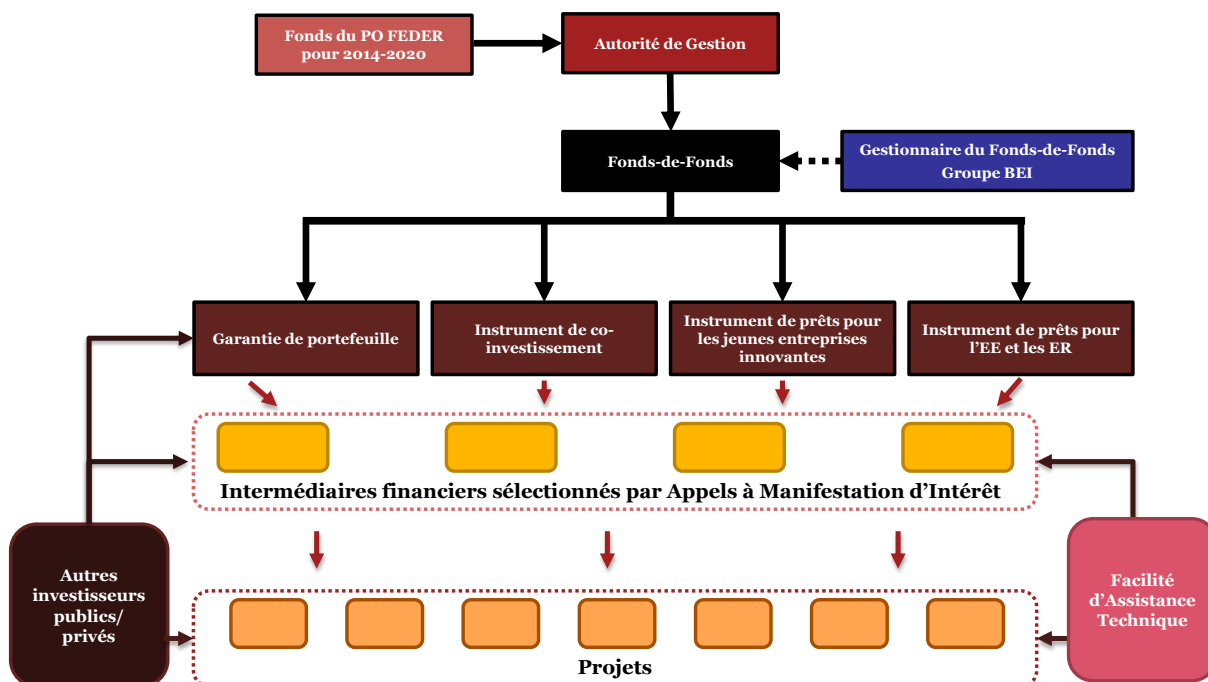 Fonds du PO FEDER
pour 2014-2020
Autorité de Gestion
Fonds-de-Fonds
Gestionnaire du Fonds-de-Fonds
Groupe BEI
Garantie de portefeuille
Instrument de co-
investissement
Instrument de prêts pour
les jeunes entreprises
innovantes
Instrument de prêts pour
l’EE et les ER
Intermédiaires financiers sélectionnés par Appels à Manifestation d’Intérêt
Autres
investisseurs
publics/
privés
Facilité
d’Assistance
Technique
Projets